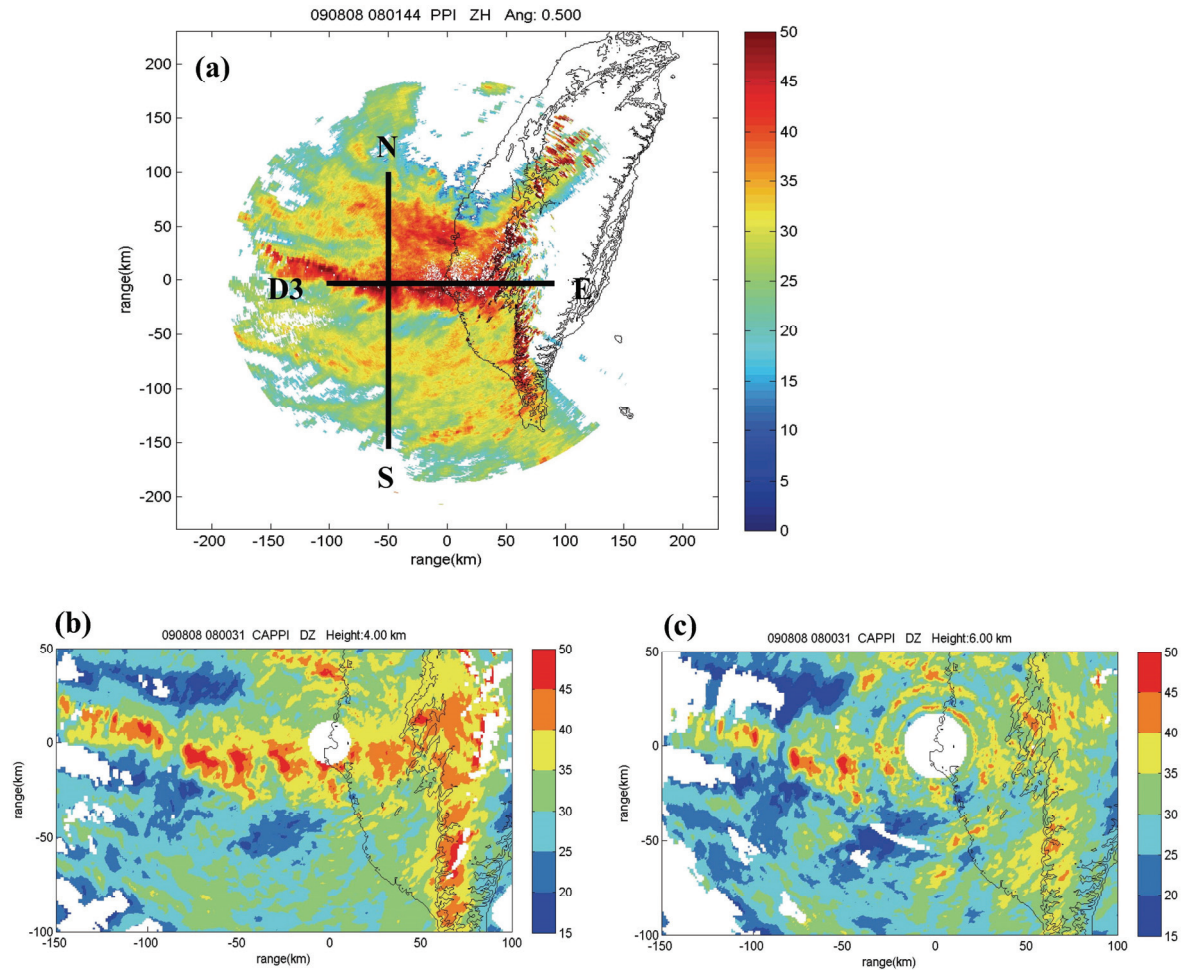 090808 080144 PPI ZH Ang: 0.500
(a)
N
D3
E
S
200
150
100
50
0
-50
-100
-150
-200
range(km)
-200 -150 -100 -50 0 50 100 150 200
range(km)
50
45
40
35
30
25
20
15
10
5
0
(b)
090808 080031 CAPPI DZ Height:4.00 km
50
0
-50
-100
range(km)
-150 -100 -50 0 50 100
range(km)
50
45
40
35
30
25
20
15
(c)
090808 080031 CAPPI DZ Height:6.00 km
50
0
-50
-100
range(km)
-150 -100 -50 0 50 100
range(km)
50
45
40
35
30
25
20
15